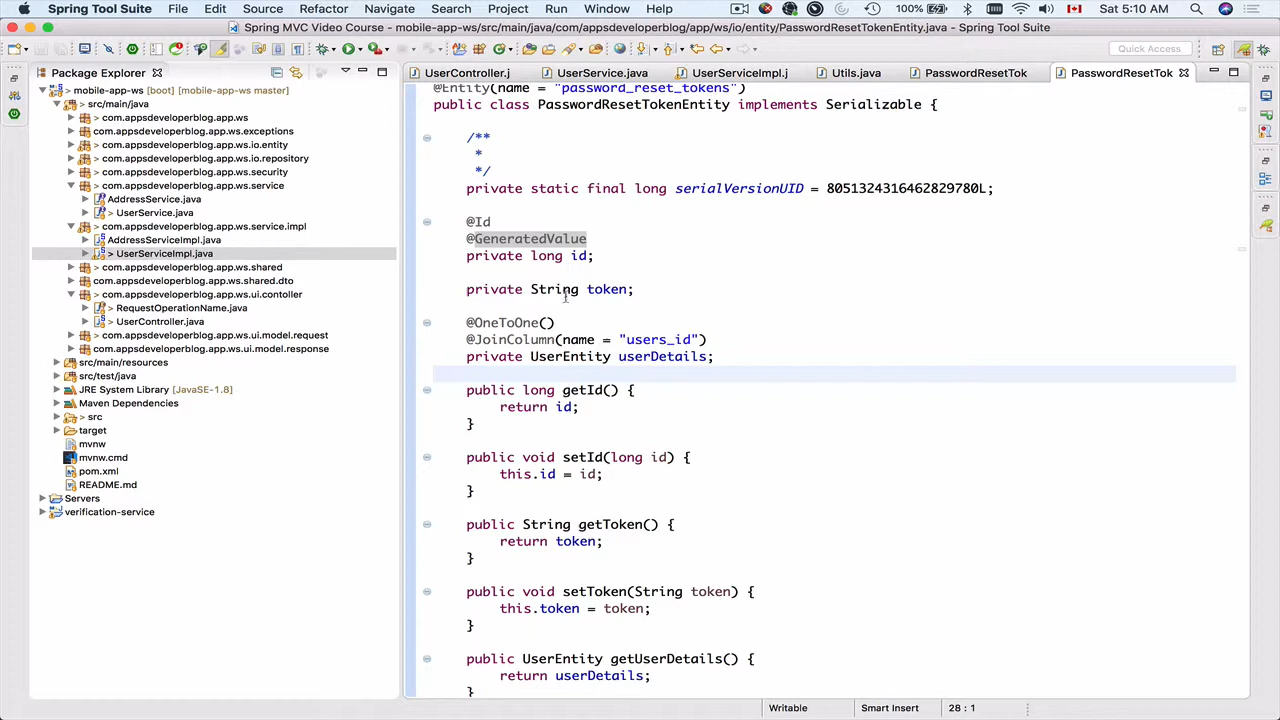 Spring Tool Suite File Edit Source Refactor Navigate Search Project Run Window Help 100% Sat 5:10 AM
Spring MVC Video Course - mobile-app-ws/src/main/java/com/appsdeveloperblog/app/ws/io/entity/PasswordResetTokenEntity.java - Spring Tool Suite
Quick Access
Package Explorer
> mobile-app-ws [boot] [mobile-app-ws master]
> src/main/java
> com.appsdeveloperblog.app.ws
> com.appsdeveloperblog.app.ws.exceptions
> com.appsdeveloperblog.app.ws.io.entity
> com.appsdeveloperblog.app.ws.io.repository
> com.appsdeveloperblog.app.ws.security
> com.appsdeveloperblog.app.ws.service
AddressService.java
> UserService.java
> com.appsdeveloperblog.app.ws.service.impl
AddressServiceImpl.java
> UserServiceImpl.java
> com.appsdeveloperblog.app.ws.shared
com.appsdeveloperblog.app.ws.shared.dto
> com.appsdeveloperblog.app.ws.ui.contoller
> RequestOperationName.java
> UserController.java
> com.appsdeveloperblog.app.ws.ui.model.request
> com.appsdeveloperblog.app.ws.ui.model.response
> src/main/resources
> src/test/java
JRE System Library [JavaSE-1.8]
Maven Dependencies
> src
target
mvnw
mvnw.cmd
pom.xml
README.md
Servers
verification-service
UserController.j UserService.java UserServiceImpl.j Utils.java PasswordResetTok PasswordResetTok
@Entity(name = "password_reset_tokens")
public class PasswordResetTokenEntity implements Serializable {
/**
*
*/
private static final long serialVersionUID = 8051324316462829780L;
@Id
@GeneratedValue
private long id;
private String token;
@OneToOne()
@JoinColumn(name = "users_id")
private UserEntity userDetails;
public long getId() {
return id;
}
public void setId(long id) {
this.id = id;
}
public String getToken() {
return token;
}
public void setToken(String token) {
this.token = token;
}
public UserEntity getUserDetails() {
return userDetails;
}
Writable Smart Insert 28 : 1